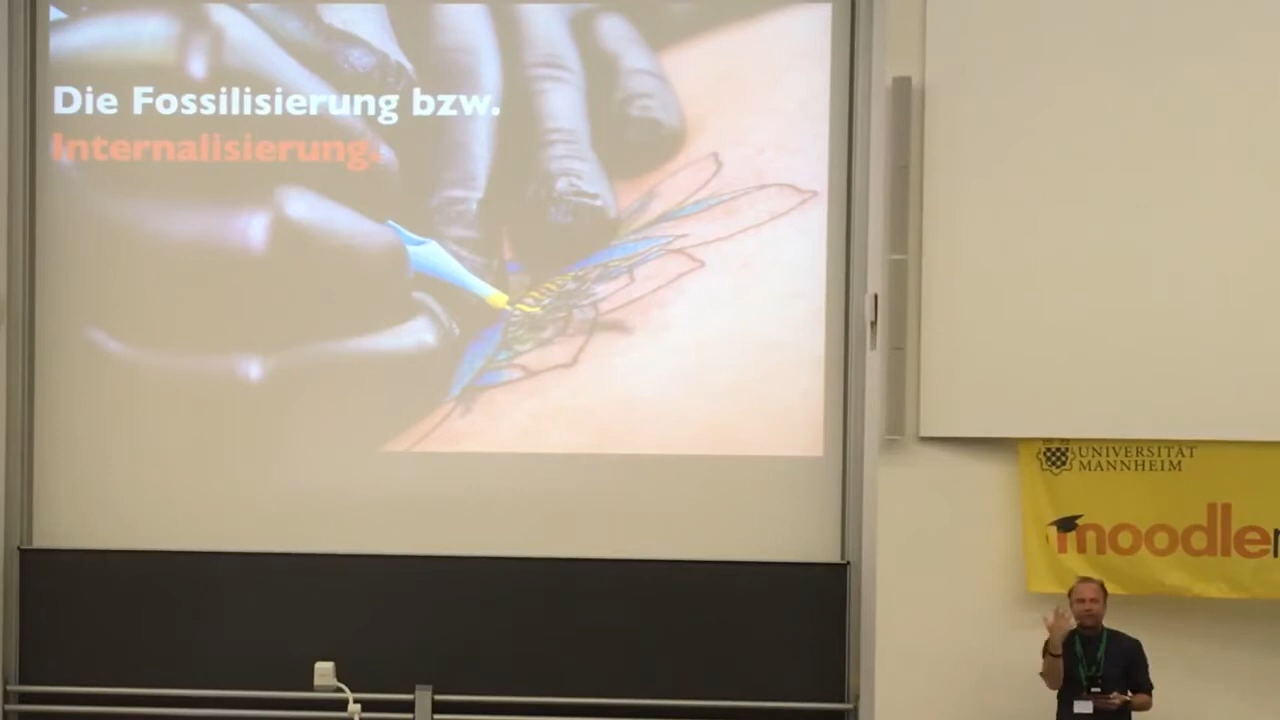 Die Fossilisierung bzw.
Internalisierung.
UNIVERSITÄT
MANNHEIM
moodle